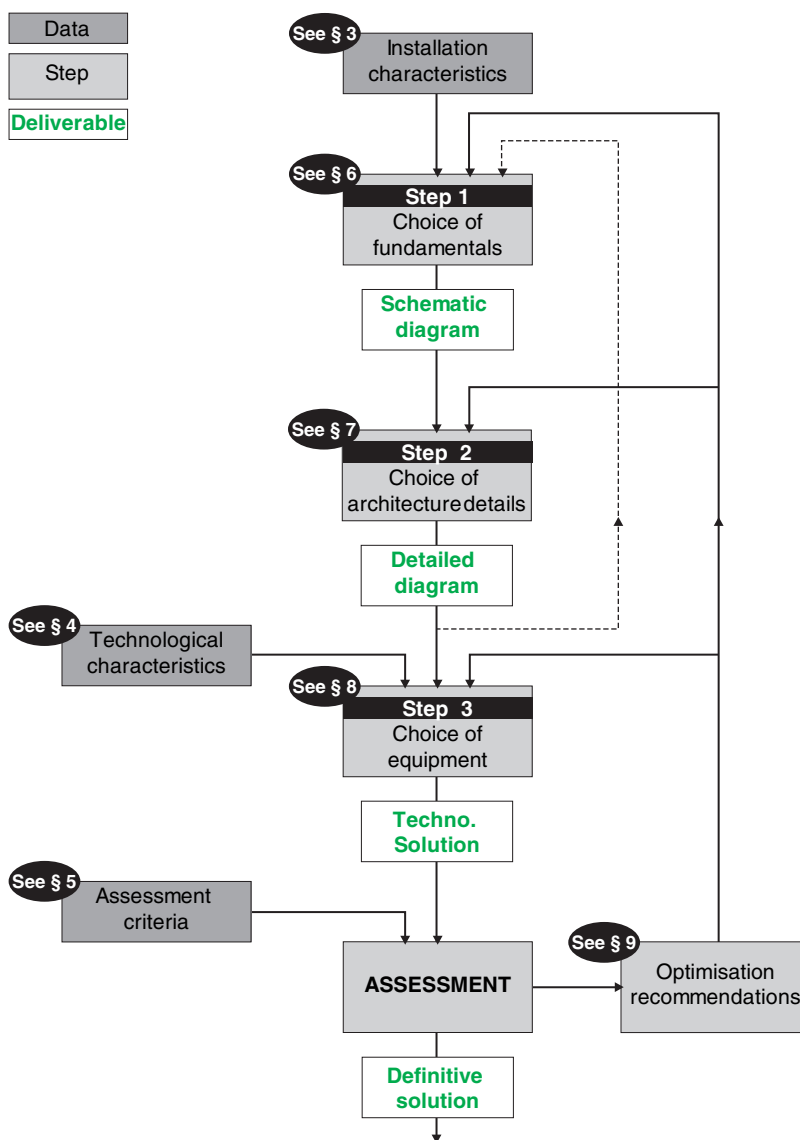 Data
Step
Deliverable
See § 3
Installation
characteristics
See § 6
Step 1
Choice of
fundamentals
Schematic
diagram
See § 7
Step 2
Choice of
architecture details
Detailed
diagram
See § 4
Technological
characteristics
See § 8
Step 3
Choice of
equipment
Techno.
Solution
See § 5
Assessment
criteria
ASSESSMENT
See § 9
Optimisation
recommendations
Definitive
solution